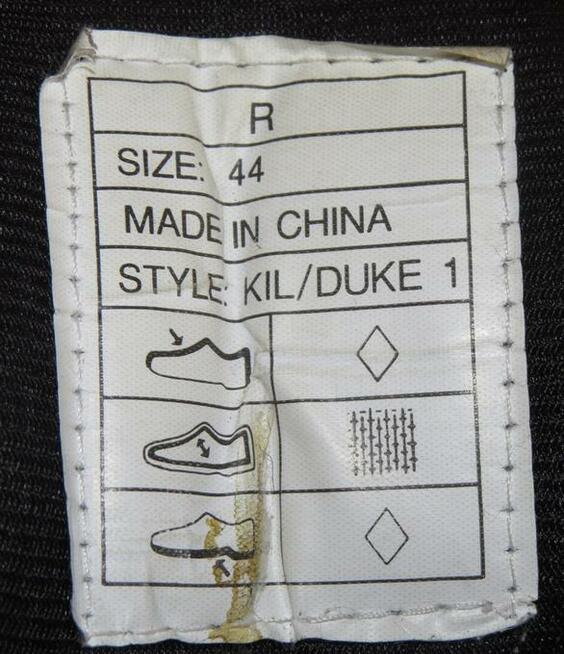 R
SIZE: 44
MADE IN CHINA
STYLE: KIL/DUKE 1